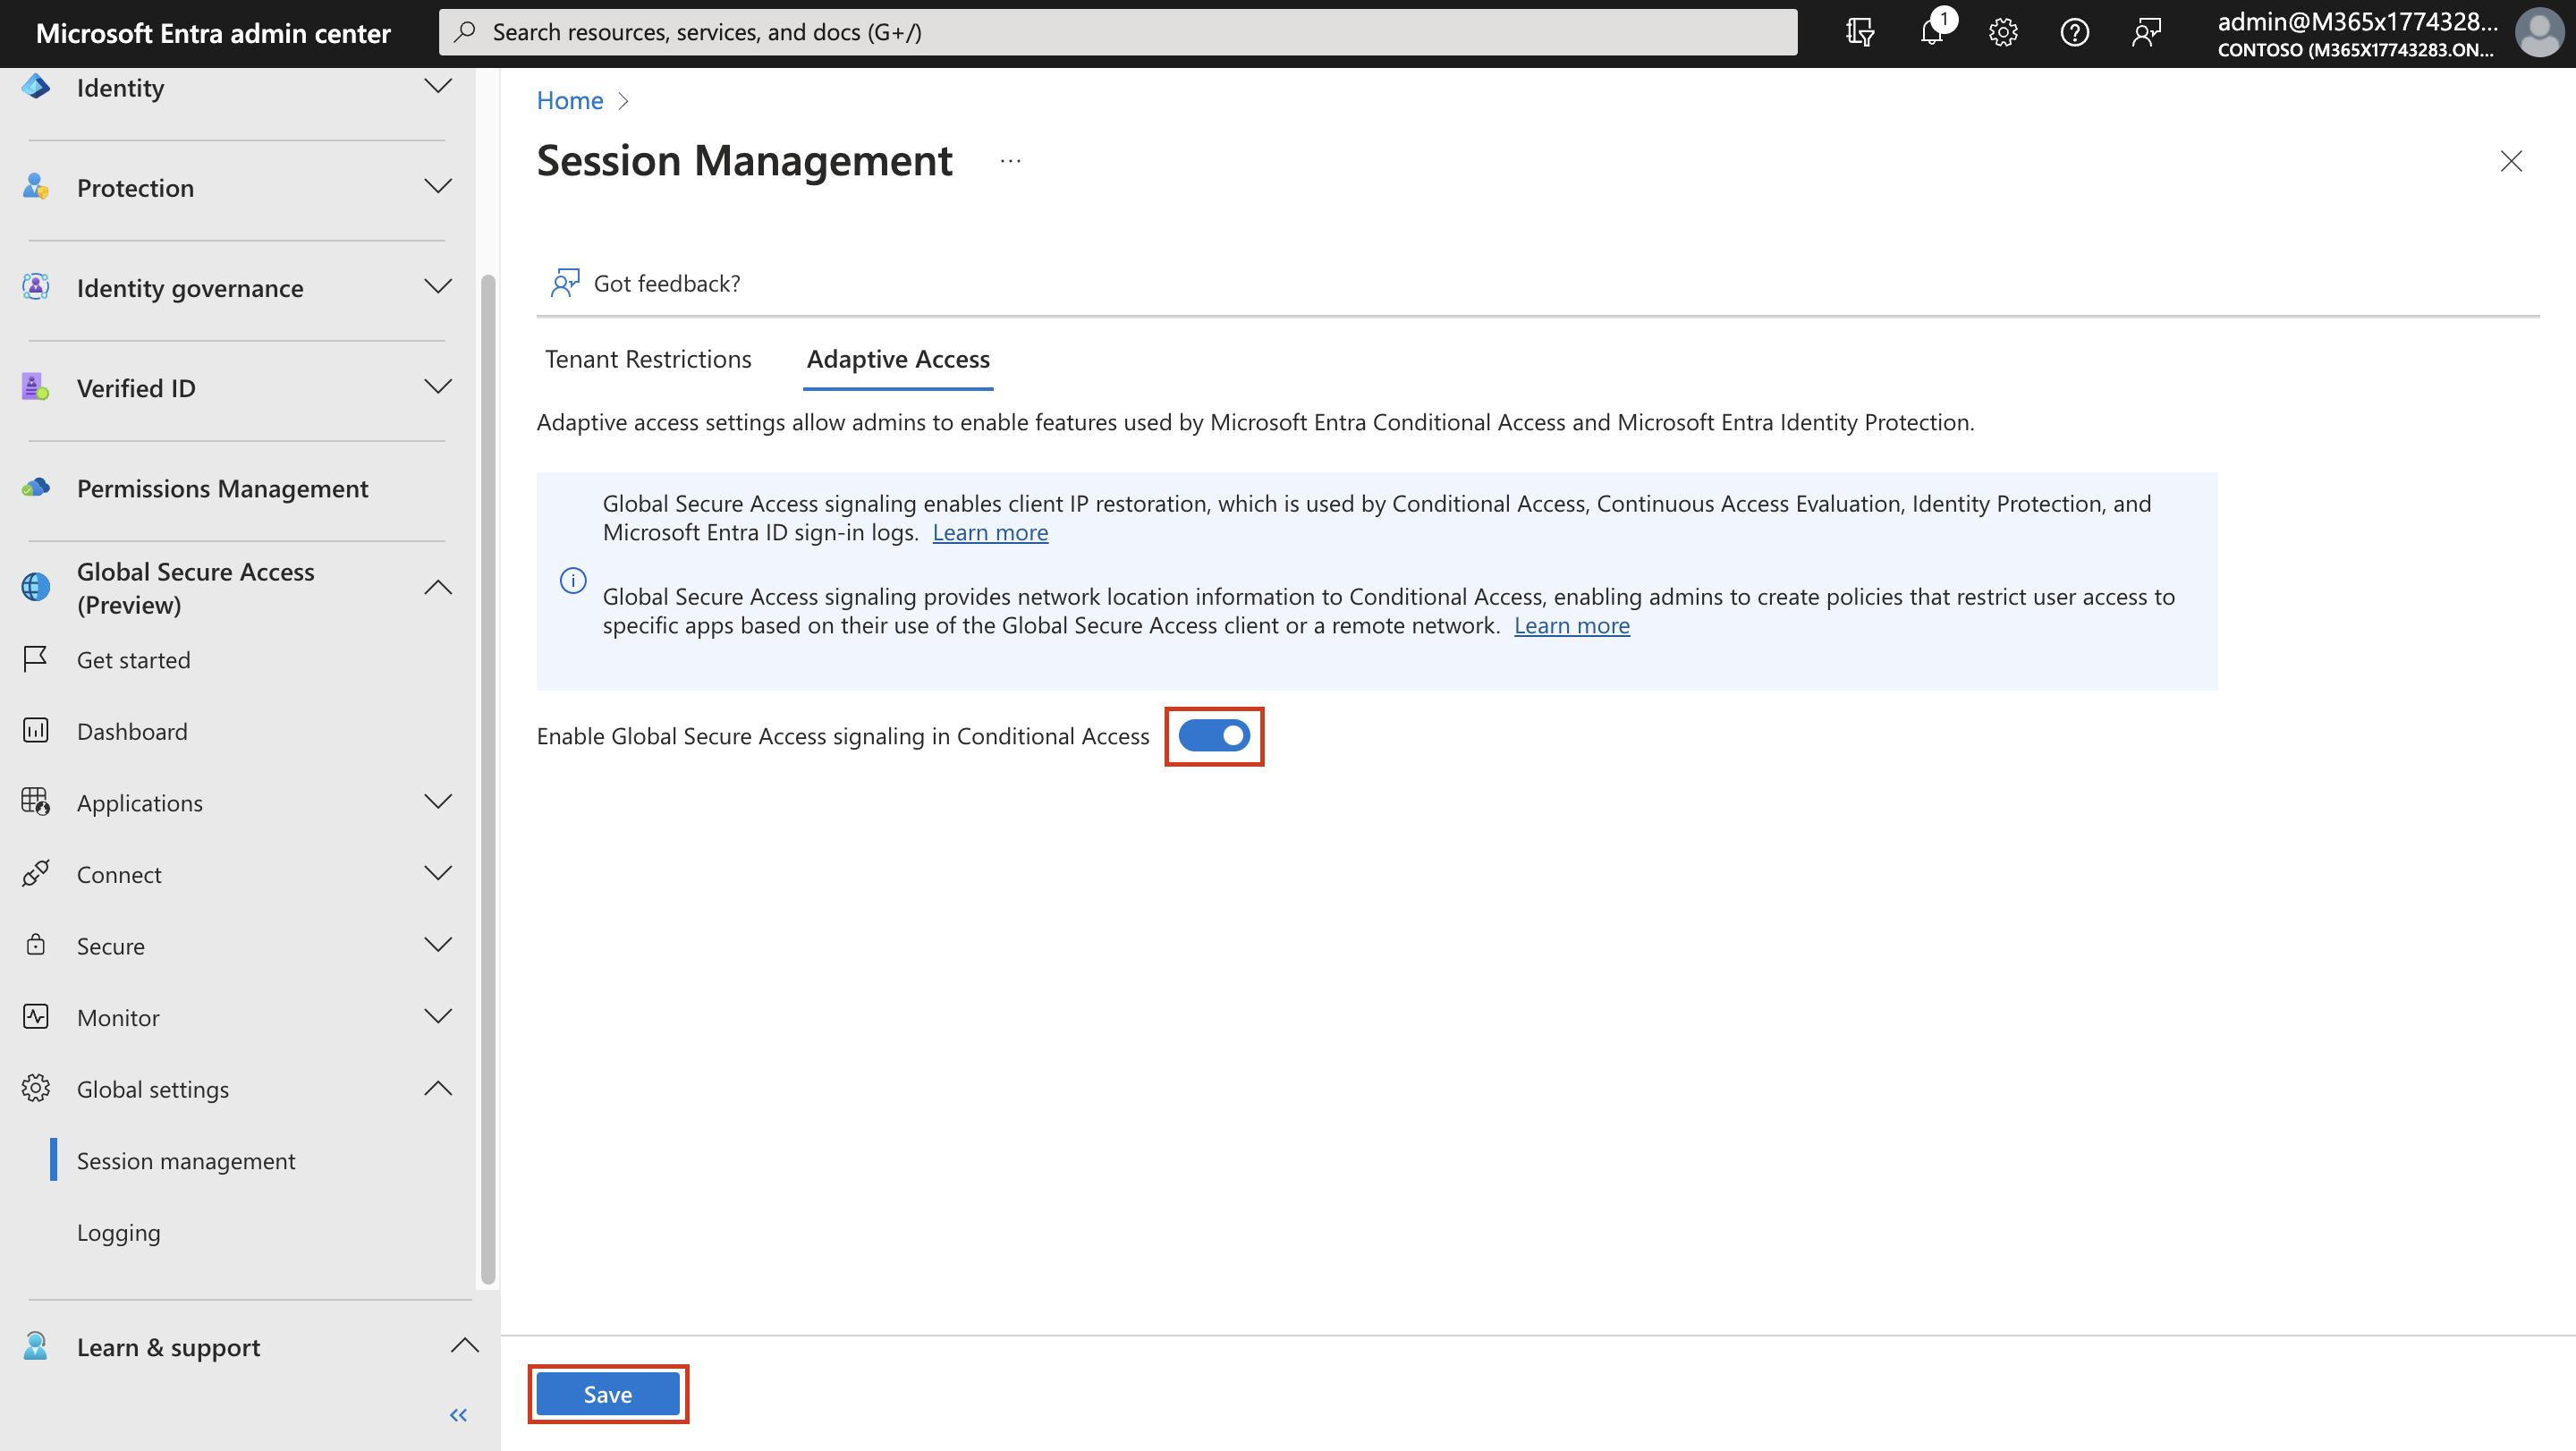 Microsoft Entra admin center
Search resources, services, and docs (G+/)
1
admin@M365x1774328...
CONTOSO (M365X17743283.ON...
Identity
Protection
Identity governance
Verified ID
Permissions Management
Global Secure Access
(Preview)
Get started
Dashboard
Applications
Connect
Secure
Monitor
Global settings
Session management
Logging
Learn & support
Home
Session Management ...
Got feedback?
Tenant Restrictions
Adaptive Access
Adaptive access settings allow admins to enable features used by Microsoft Entra Conditional Access and Microsoft Entra Identity Protection.
Global Secure Access signaling enables client IP restoration, which is used by Conditional Access, Continuous Access Evaluation, Identity Protection, and
Microsoft Entra ID sign-in logs. Learn more
Global Secure Access signaling provides network location information to Conditional Access, enabling admins to create policies that restrict user access to
specific apps based on their use of the Global Secure Access client or a remote network. Learn more
Enable Global Secure Access signaling in Conditional Access
Save